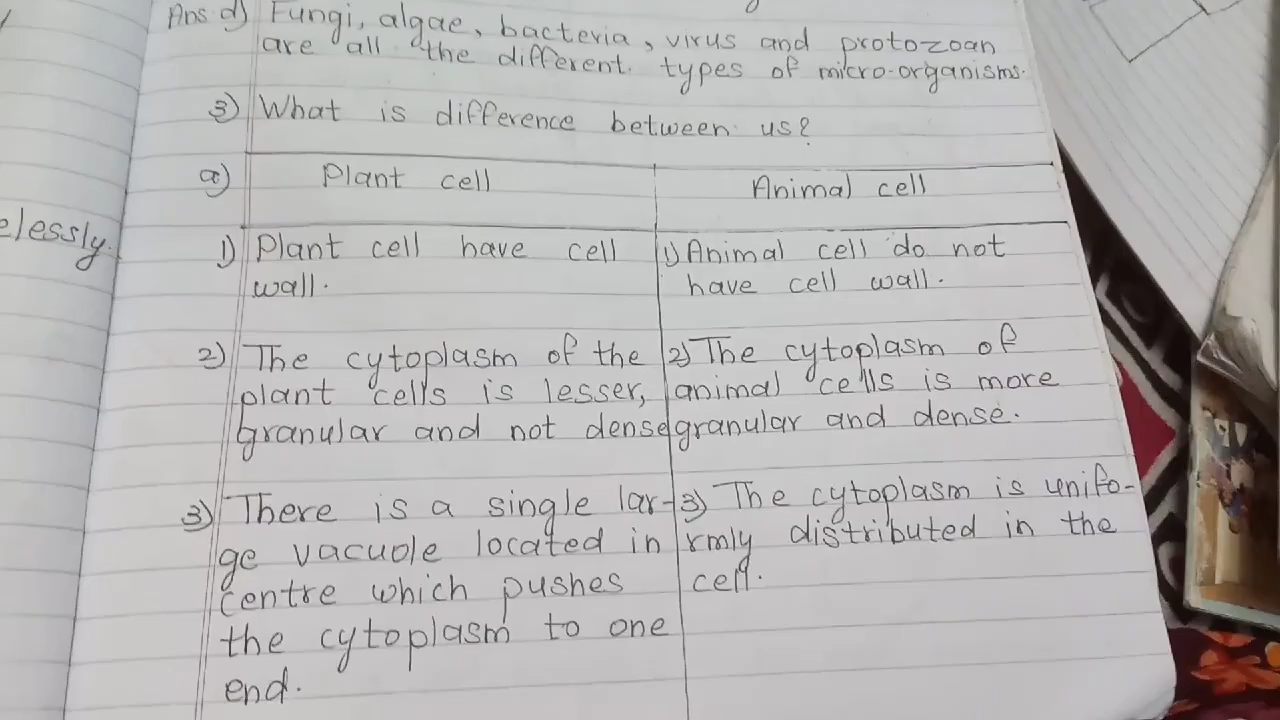 Ans d) Fungi, algae, bacteria, virus and protozoan
are all the different types of micro-organisms.
3) What is difference between us?
a) Plant cell Animal cell
elessly.
1) Plant cell have cell
wall.
1) Animal cell do not
have cell wall.
2) The cytoplasm of the
plant cells is lesser,
granular and not dense
2) The cytoplasm of
animal cells is more
granular and dense.
3) There is a single lar-
ge vacuole located in
centre which pushes
the cytoplasm to one
end.
3) The cytoplasm is unifo-
rmly distributed in the
cell.